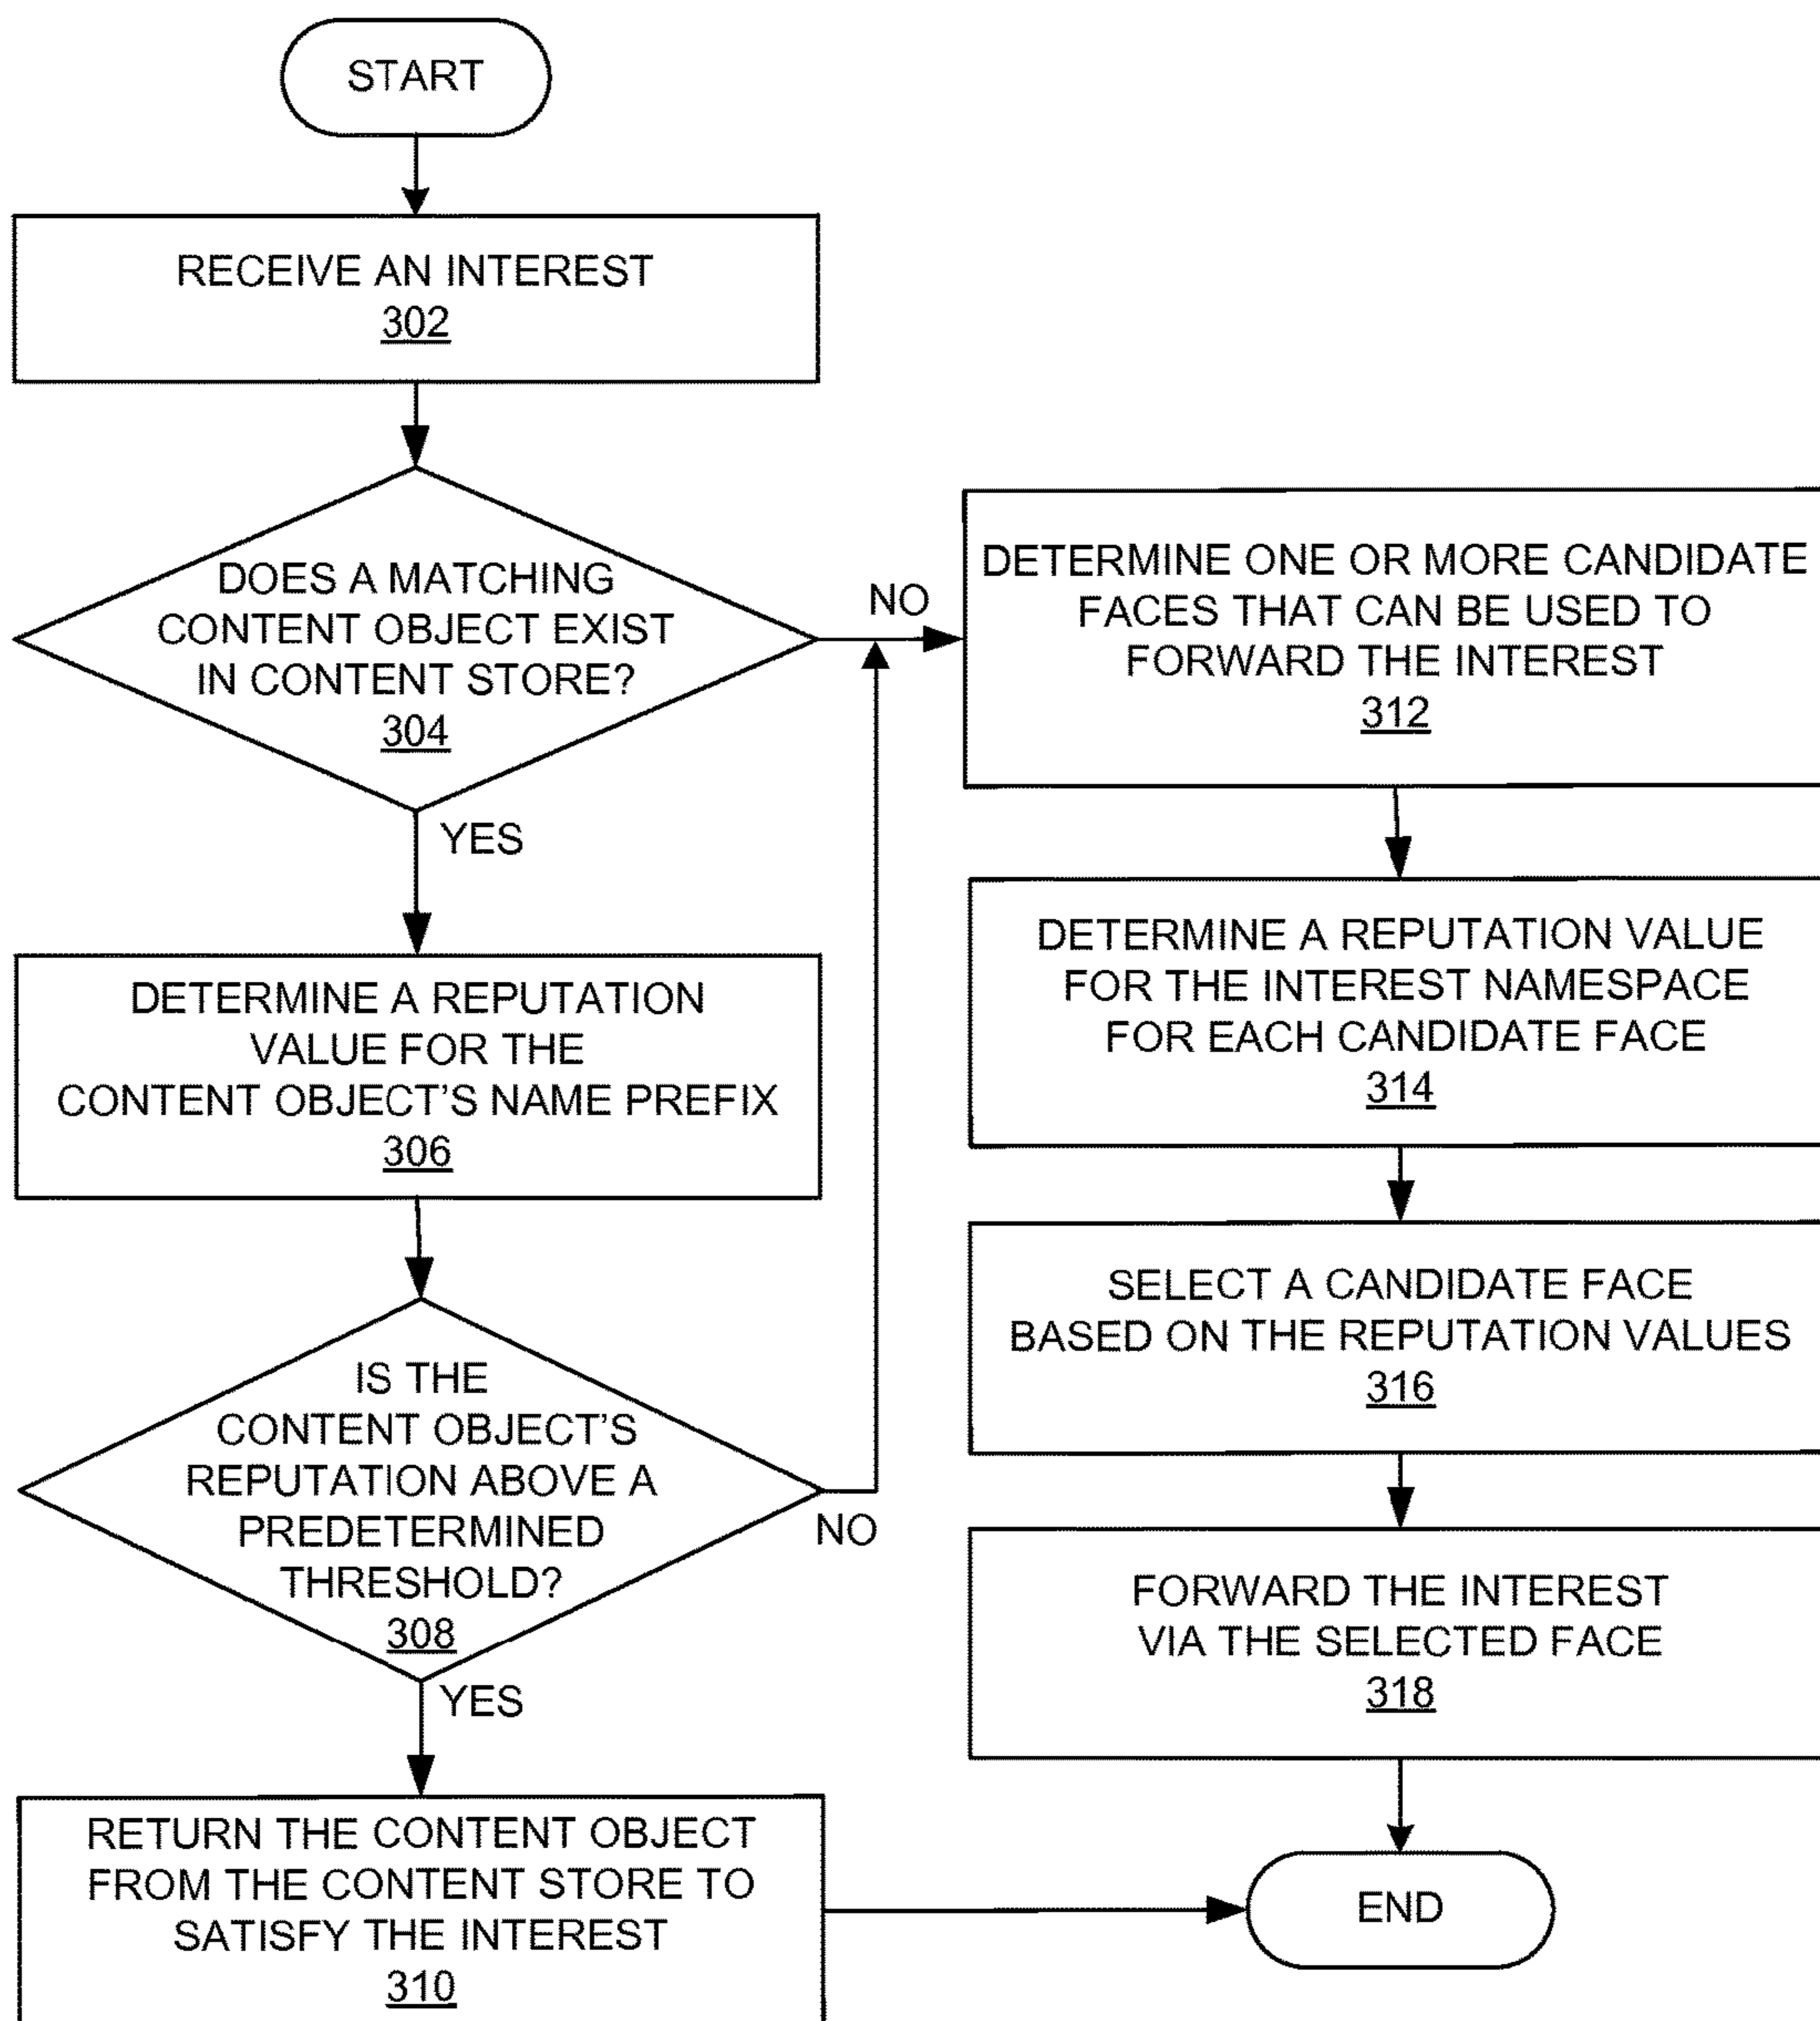 START
RECEIVE AN INTEREST
302
DOES A MATCHING
CONTENT OBJECT EXIST
IN CONTENT STORE?
304
NO
YES
DETERMINE A REPUTATION
VALUE FOR THE
CONTENT OBJECT'S NAME PREFIX
306
IS THE
CONTENT OBJECT'S
REPUTATION ABOVE A
PREDETERMINED
THRESHOLD?
308
NO
YES
RETURN THE CONTENT OBJECT
FROM THE CONTENT STORE TO
SATISFY THE INTEREST
310
DETERMINE ONE OR MORE CANDIDATE
FACES THAT CAN BE USED TO
FORWARD THE INTEREST
312
DETERMINE A REPUTATION VALUE
FOR THE INTEREST NAMESPACE
FOR EACH CANDIDATE FACE
314
SELECT A CANDIDATE FACE
BASED ON THE REPUTATION VALUES
316
FORWARD THE INTEREST
VIA THE SELECTED FACE
318
END